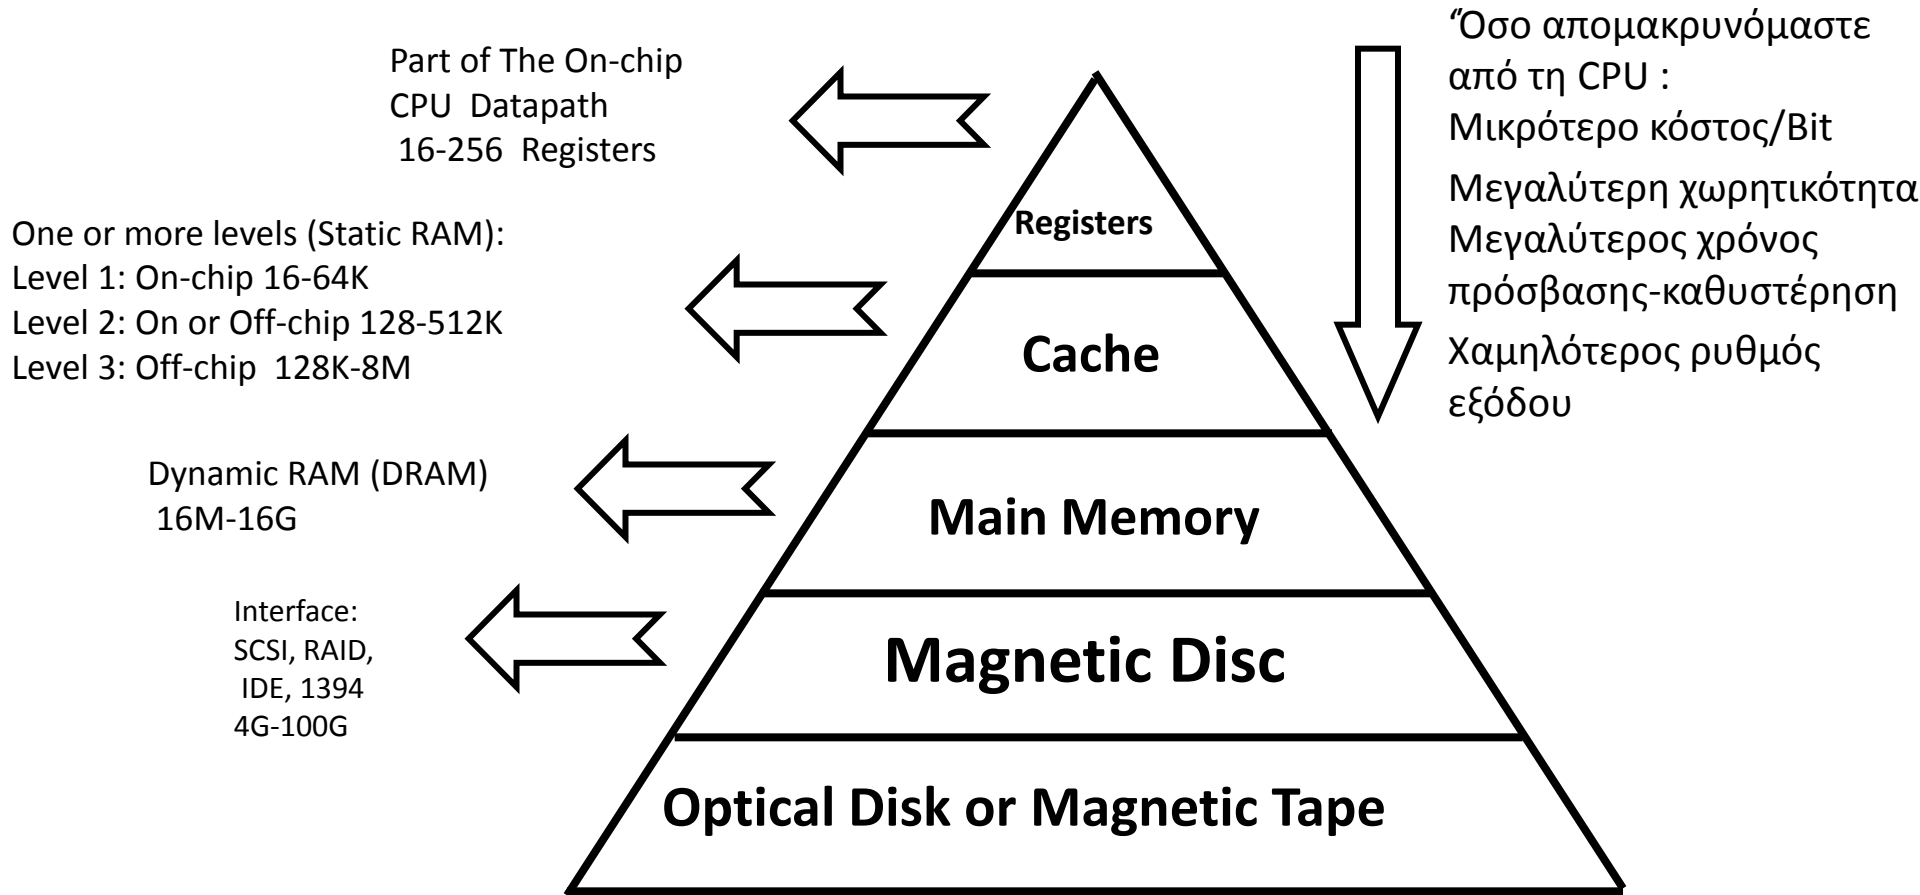 Part of The On-chip
CPU Datapath
16-256 Registers
One or more levels (Static RAM):
Level 1: On-chip 16-64K
Level 2: On or Off-chip 128-512K
Level 3: Off-chip 128K-8M
Dynamic RAM (DRAM)
16M-16G
Interface:
SCSI, RAID,
IDE, 1394
4G-100G
Registers
Cache
Main Memory
Magnetic Disc
Optical Disk or Magnetic Tape
‘Όσο απομακρυνόμαστε
από τη CPU :
Μικρότερο κόστος/Bit
Μεγαλύτερη χωρητικότητα
Μεγαλύτερος χρόνος
πρόσβασης-καθυστέρηση
Χαμηλότερος ρυθμός
εξόδου